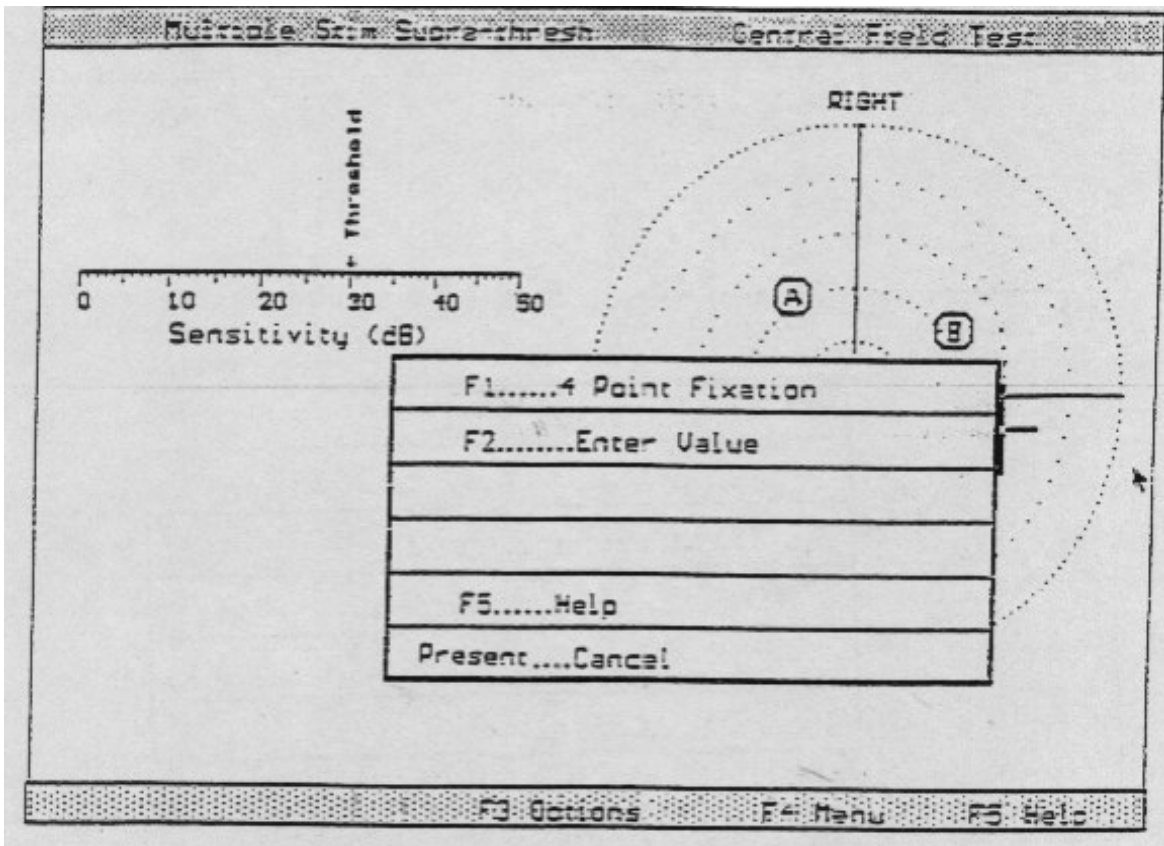 Multiple Stim Supra-thresh Central Field Test
RIGHT
← Threshold
A
B
0 10 20 30 40 50
Sensitivity (dB)
F1......4 Point Fixation
F2........Enter Value
F5......Help
Present....Cancel
F3 Options F4 Menu F5 Help